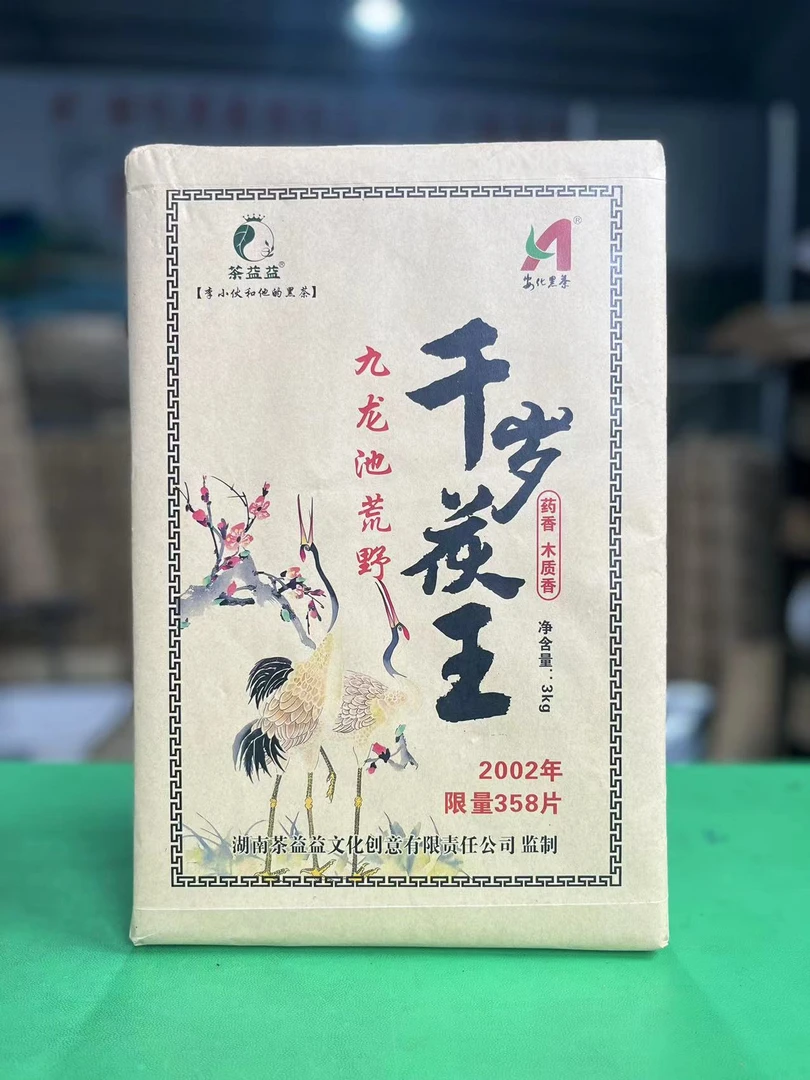 茶益益®
【李小伙和他的黑茶】
安化黑茶
®
千岁茯王
九龙池荒野
药香 木质香
净含量：3kg
2002年
限量358片
湖南茶益益文化创意有限责任公司 监制